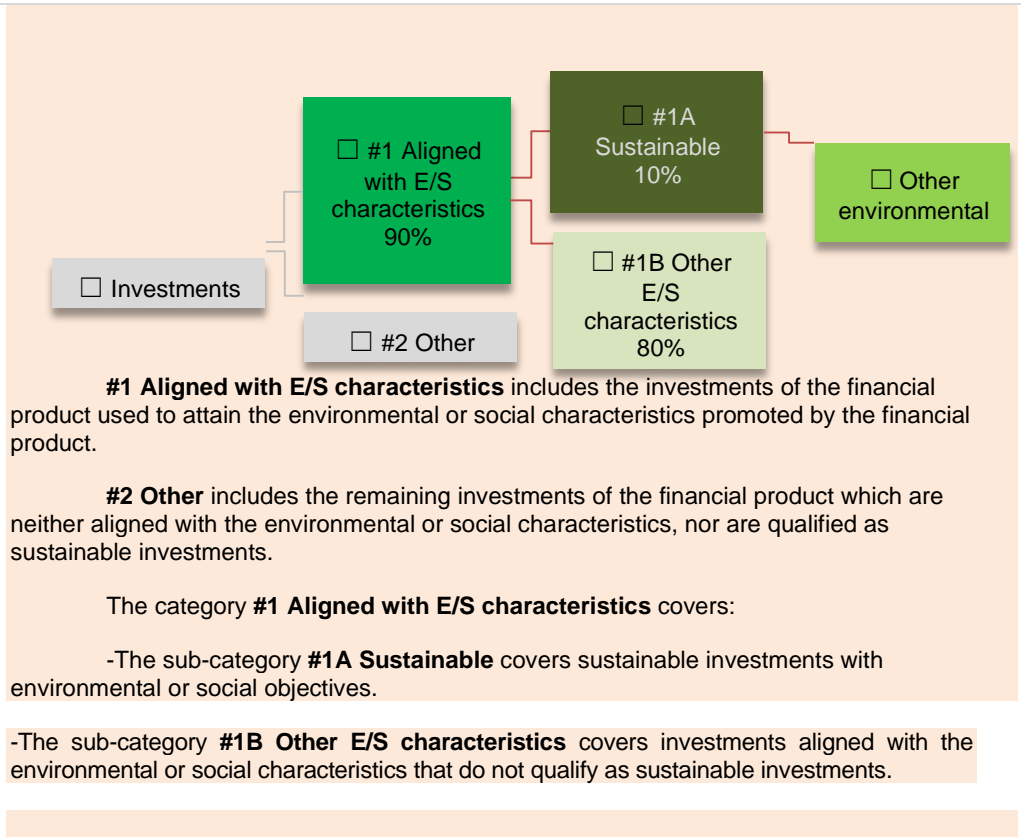 ☐ #1A
Sustainable
10%
☐ #1 Aligned
with E/S
characteristics
90%
☐ Other
environmental
☐ #1B Other
E/S
characteristics
80%
☐ Investments
☐ #2 Other
#1 Aligned with E/S characteristics includes the investments of the financial
product used to attain the environmental or social characteristics promoted by the financial
product.
#2 Other includes the remaining investments of the financial product which are
neither aligned with the environmental or social characteristics, nor are qualified as
sustainable investments.
The category #1 Aligned with E/S characteristics covers:
-The sub-category #1A Sustainable covers sustainable investments with
environmental or social objectives.
-The sub-category #1B Other E/S characteristics covers investments aligned with the
environmental or social characteristics that do not qualify as sustainable investments.